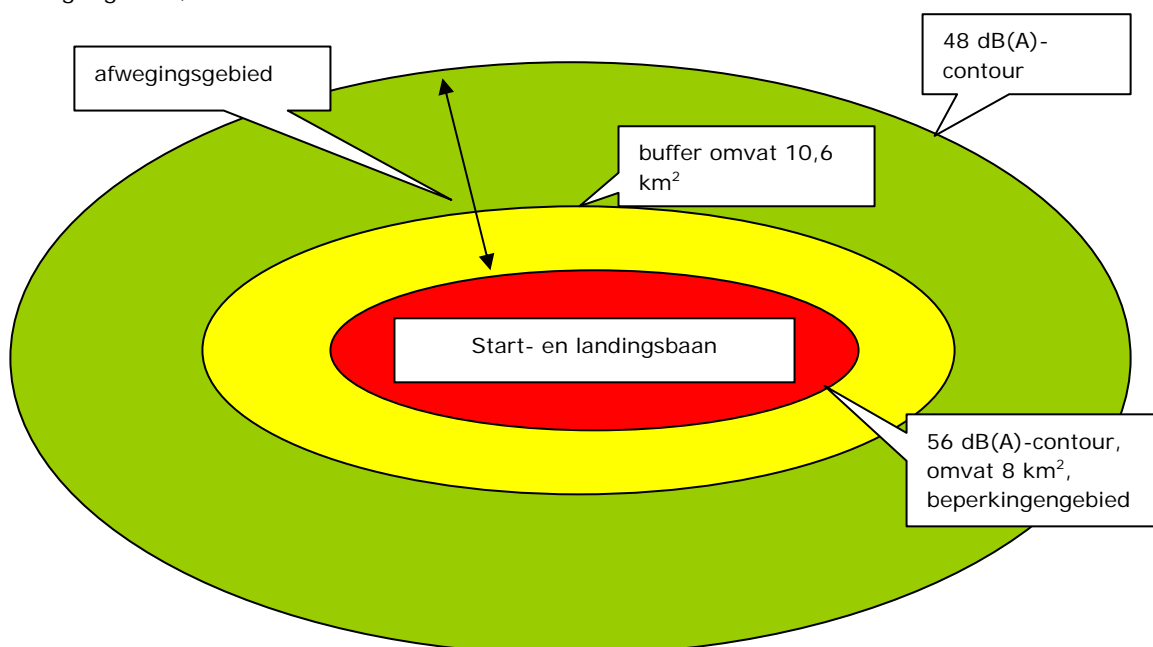 afwegingsgebied
48 dB(A)-
contour
buffer omvat 10,6
km²
Start- en landingsbaan
56 dB(A)-contour,
omvat 8 km²,
beperkingengebied